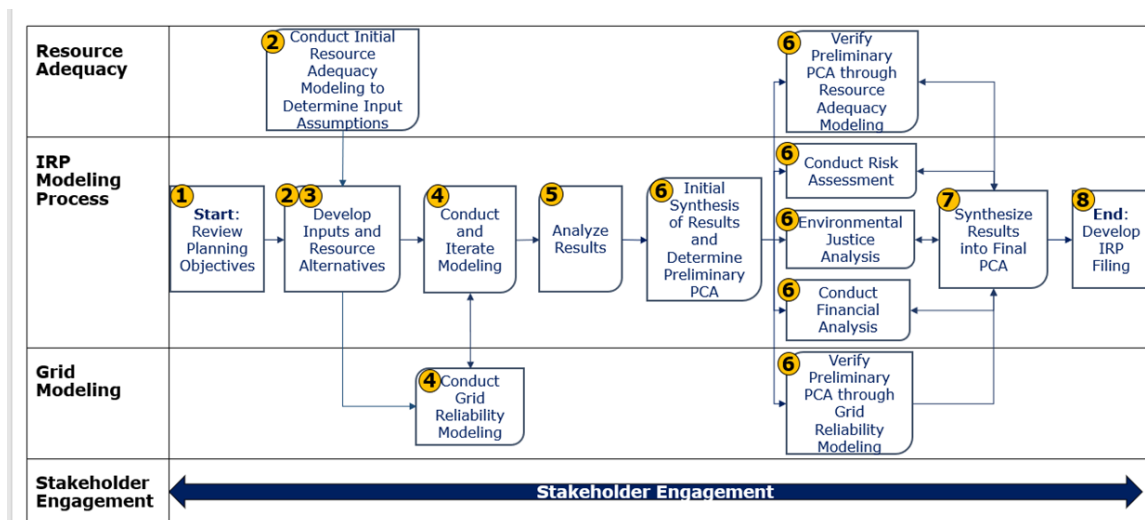 Resource
Adequacy
2
Conduct Initial
Resource
Adequacy
Modeling to
Determine Input
Assumptions
6
Verify
Preliminary
PCA through
Resource
Adequacy
Modeling
IRP
Modeling
Process
1
Start:
Review
Planning
Objectives
2
3
Develop
Inputs and
Resource
Alternatives
4
Conduct
and
Iterate Modeling
5
Analyze
Results
6
Initial
Synthesis
of Results
and
Determine
Preliminary
PCA
6
Conduct Risk
Assessment
6
Environmental
Justice
Analysis
6
Conduct
Financial
Analysis
7
Synthesize
Results
into Final
PCA
8
End:
Develop
IRP
Filing
Grid
Modeling
4
Conduct
Grid
Reliability
Modeling
6
Verify
Preliminary
PCA through
Grid
Reliability
Modeling
Stakeholder
Engagement
Stakeholder Engagement